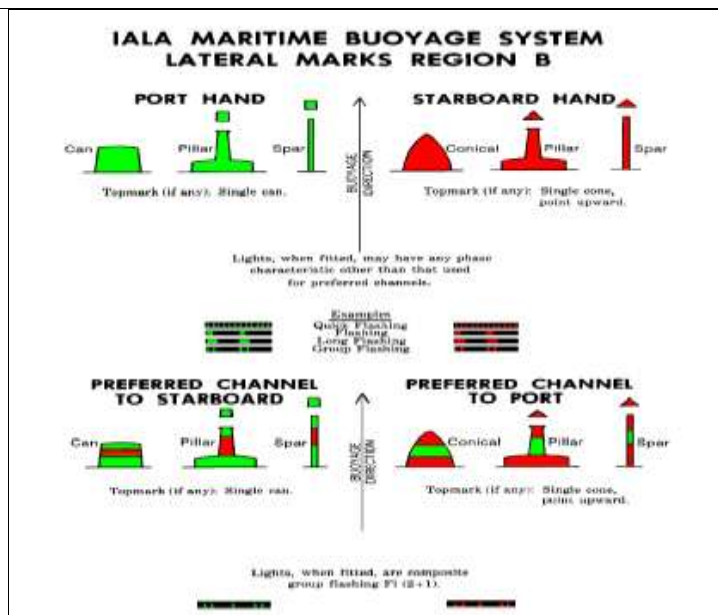 IALA MARITIME BUOYAGE SYSTEM
LATERAL MARKS REGION B
PORT HAND
Can
Pillar
Spar
Topmark (if any): Single can.
BUOYAGE
DIRECTION
STARBOARD HAND
Conical
Pillar
Spar
Topmark (if any): Single cone,
point upward.
Lights, when fitted, may have any phase
characteristic other than that used
for preferred channels.
Examples
Quick Flashing
Flashing
Long Flashing
Group Flashing
PREFERRED CHANNEL
TO STARBOARD
Can
Pillar
Spar
Topmark (if any): Single can.
BUOYAGE
DIRECTION
PREFERRED CHANNEL
TO PORT
Conical
Pillar
Spar
Topmark (if any): Single cone,
point upward.
Lights, when fitted, are composite
group flashing Fl (2+1).